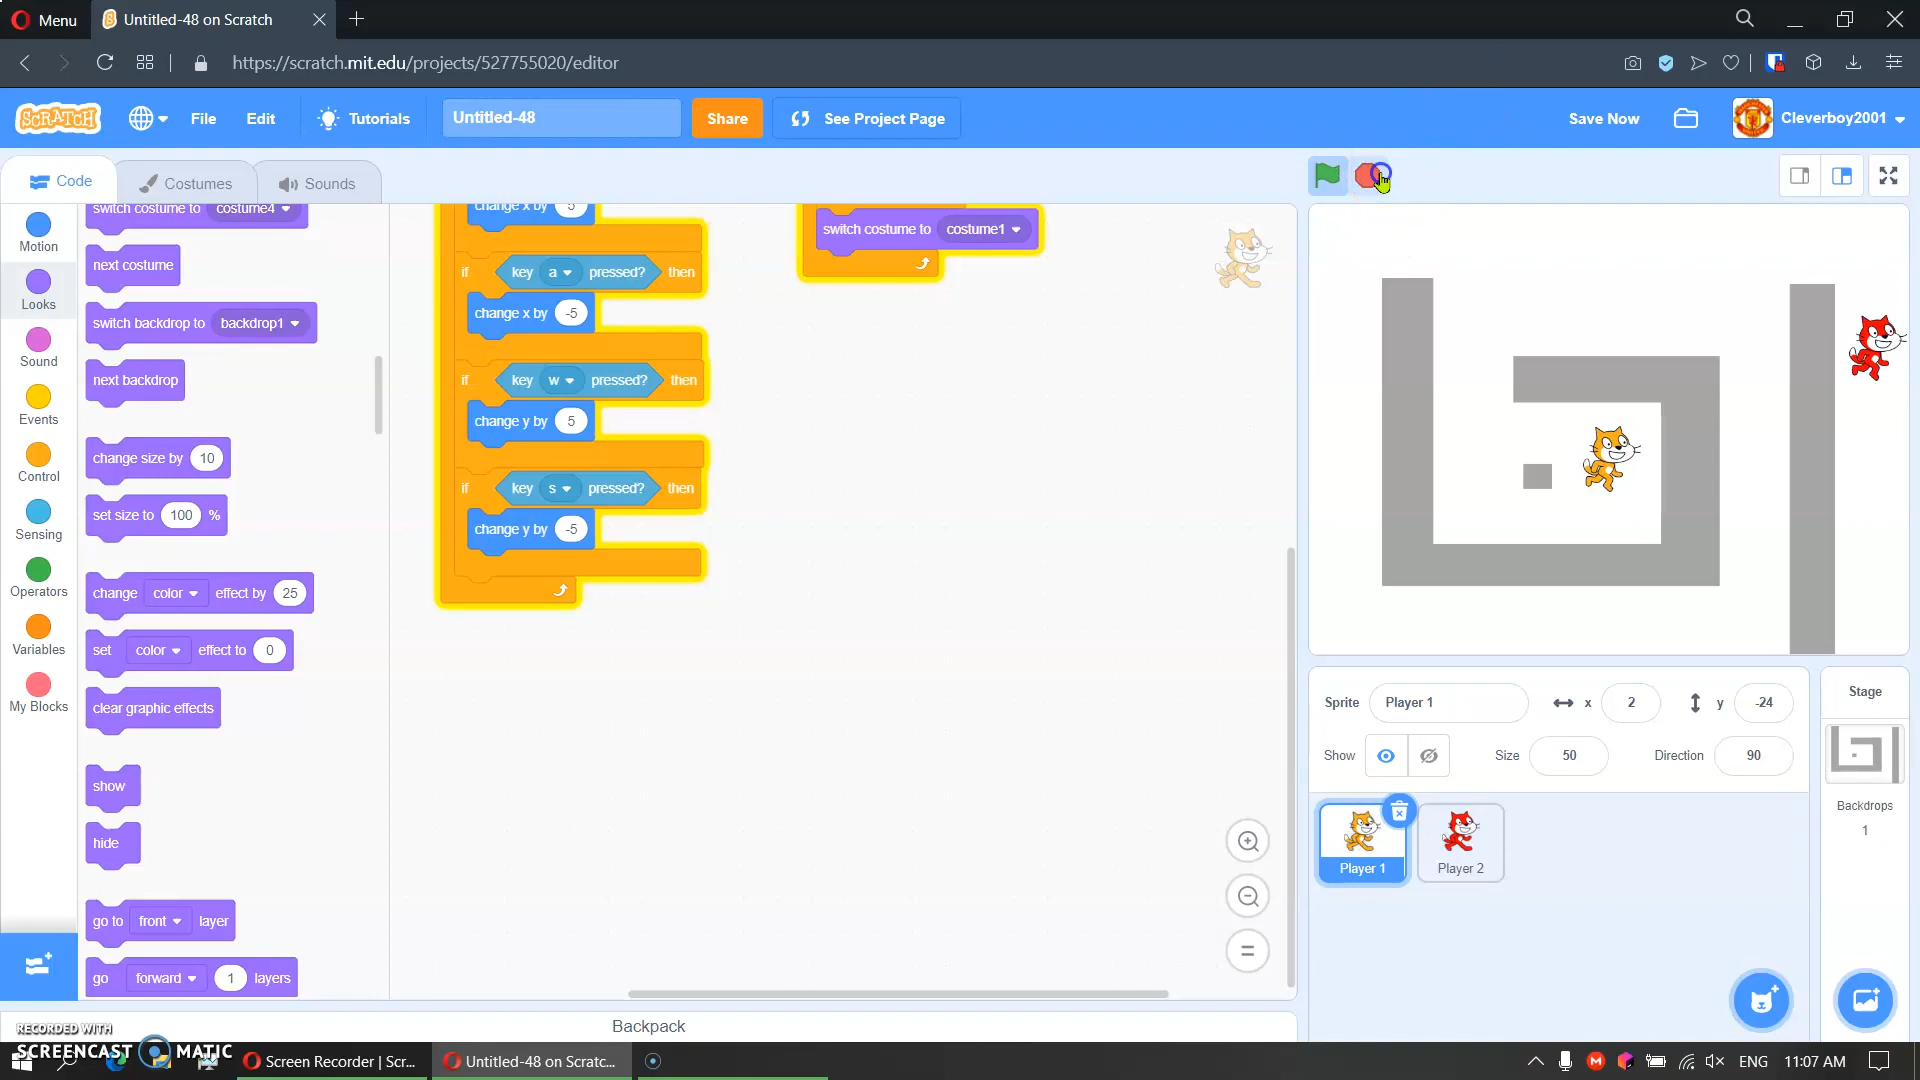 Menu
Untitled-48 on Scratch
https://scratch.mit.edu/projects/527755020/editor
SCRATCH
File
Edit
Tutorials
Untitled-48
Share
See Project Page
Save Now
Cleverboy2001
Code
Costumes
Sounds
Motion
Looks
Sound
Events
Control
Sensing
Operators
Variables
My Blocks
switch costume to costume4
next costume
switch backdrop to backdrop1
next backdrop
change size by 10
set size to 100 %
change color effect by 25
set color effect to 0
clear graphic effects
show
hide
go to front layer
go forward 1 layers
change x by 5
if key a pressed? then
change x by -5
if key w pressed? then
change y by 5
if key s pressed? then
change y by -5
switch costume to costume1
Sprite Player 1 x 2 y -24
Show Size 50 Direction 90
Player 1
Player 2
Stage
Backdrops
1
Backpack
RECORDED WITH
SCREENCAST MATIC
Screen Recorder | Scr...
Untitled-48 on Scratc...
ENG
11:07 AM